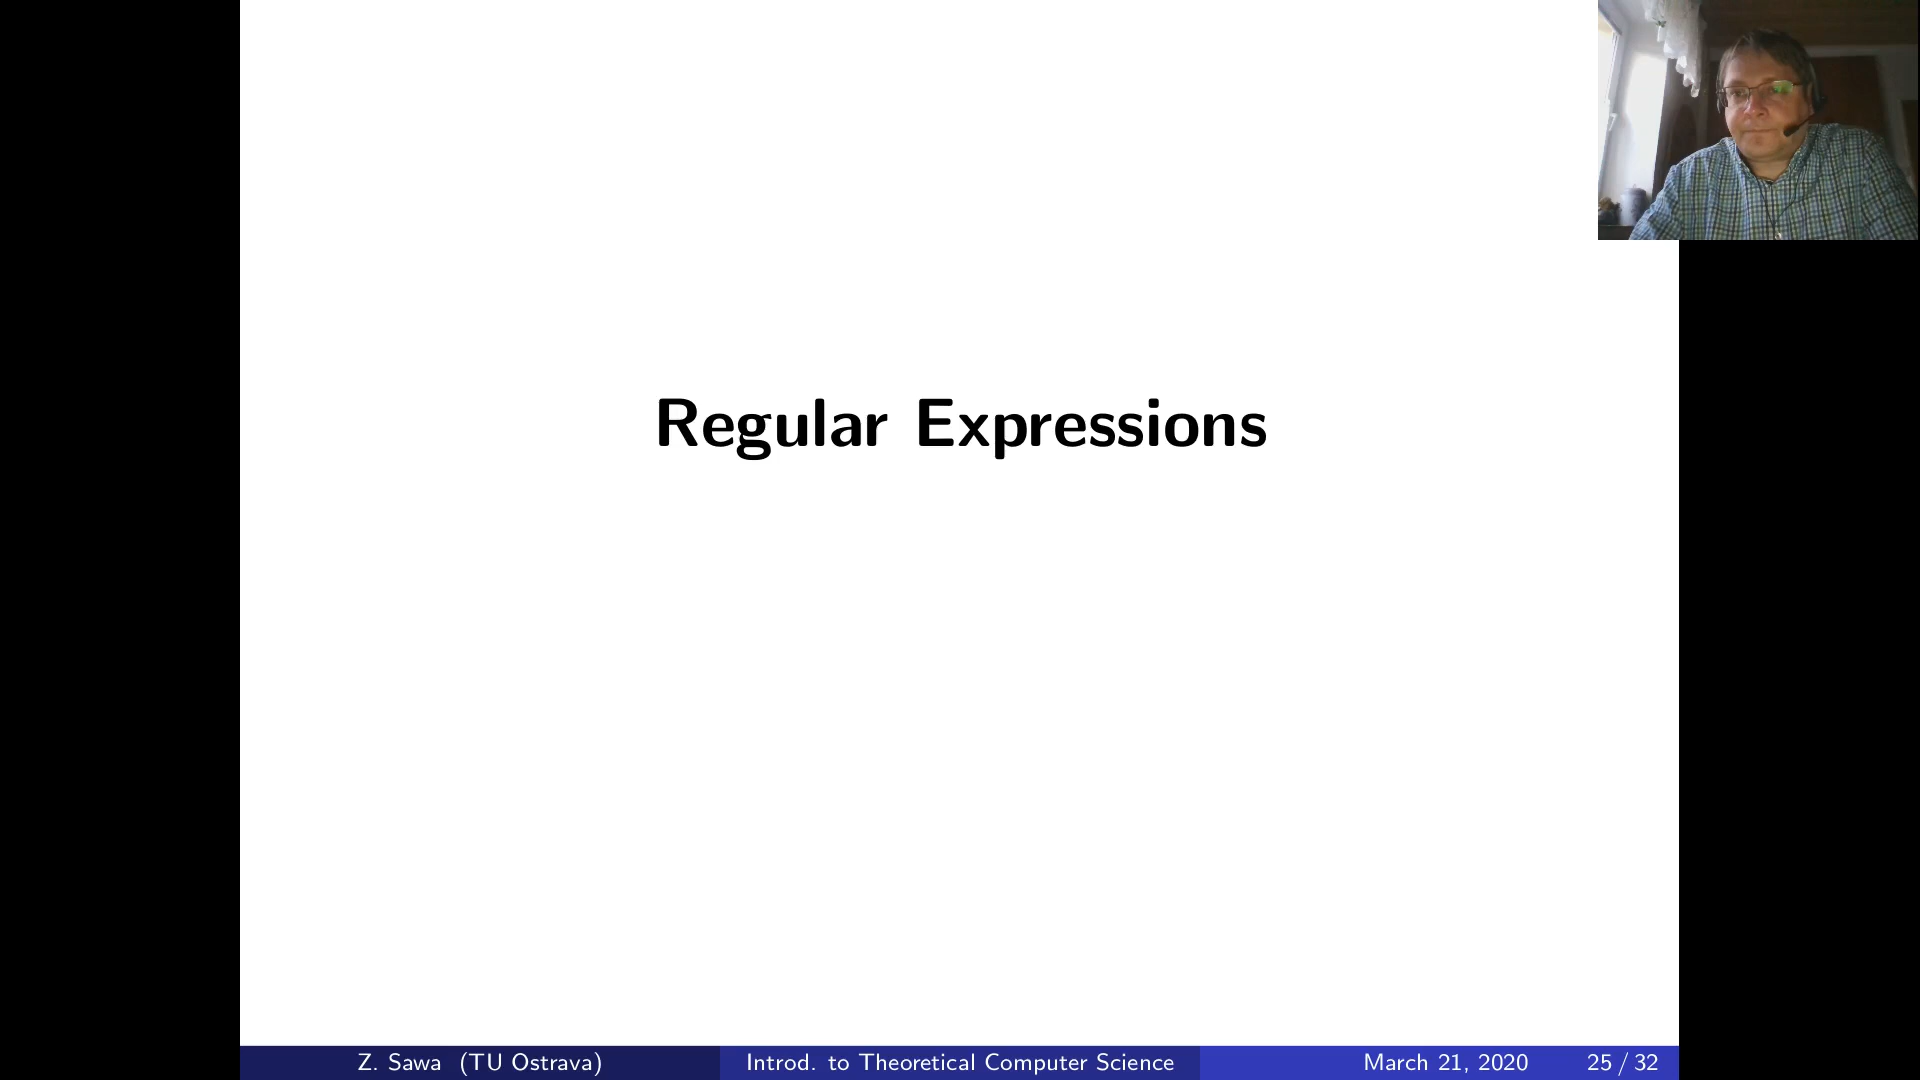 Regular Expressions
Z. Sawa (TU Ostrava) Introd. to Theoretical Computer Science March 21, 2020 25 / 32